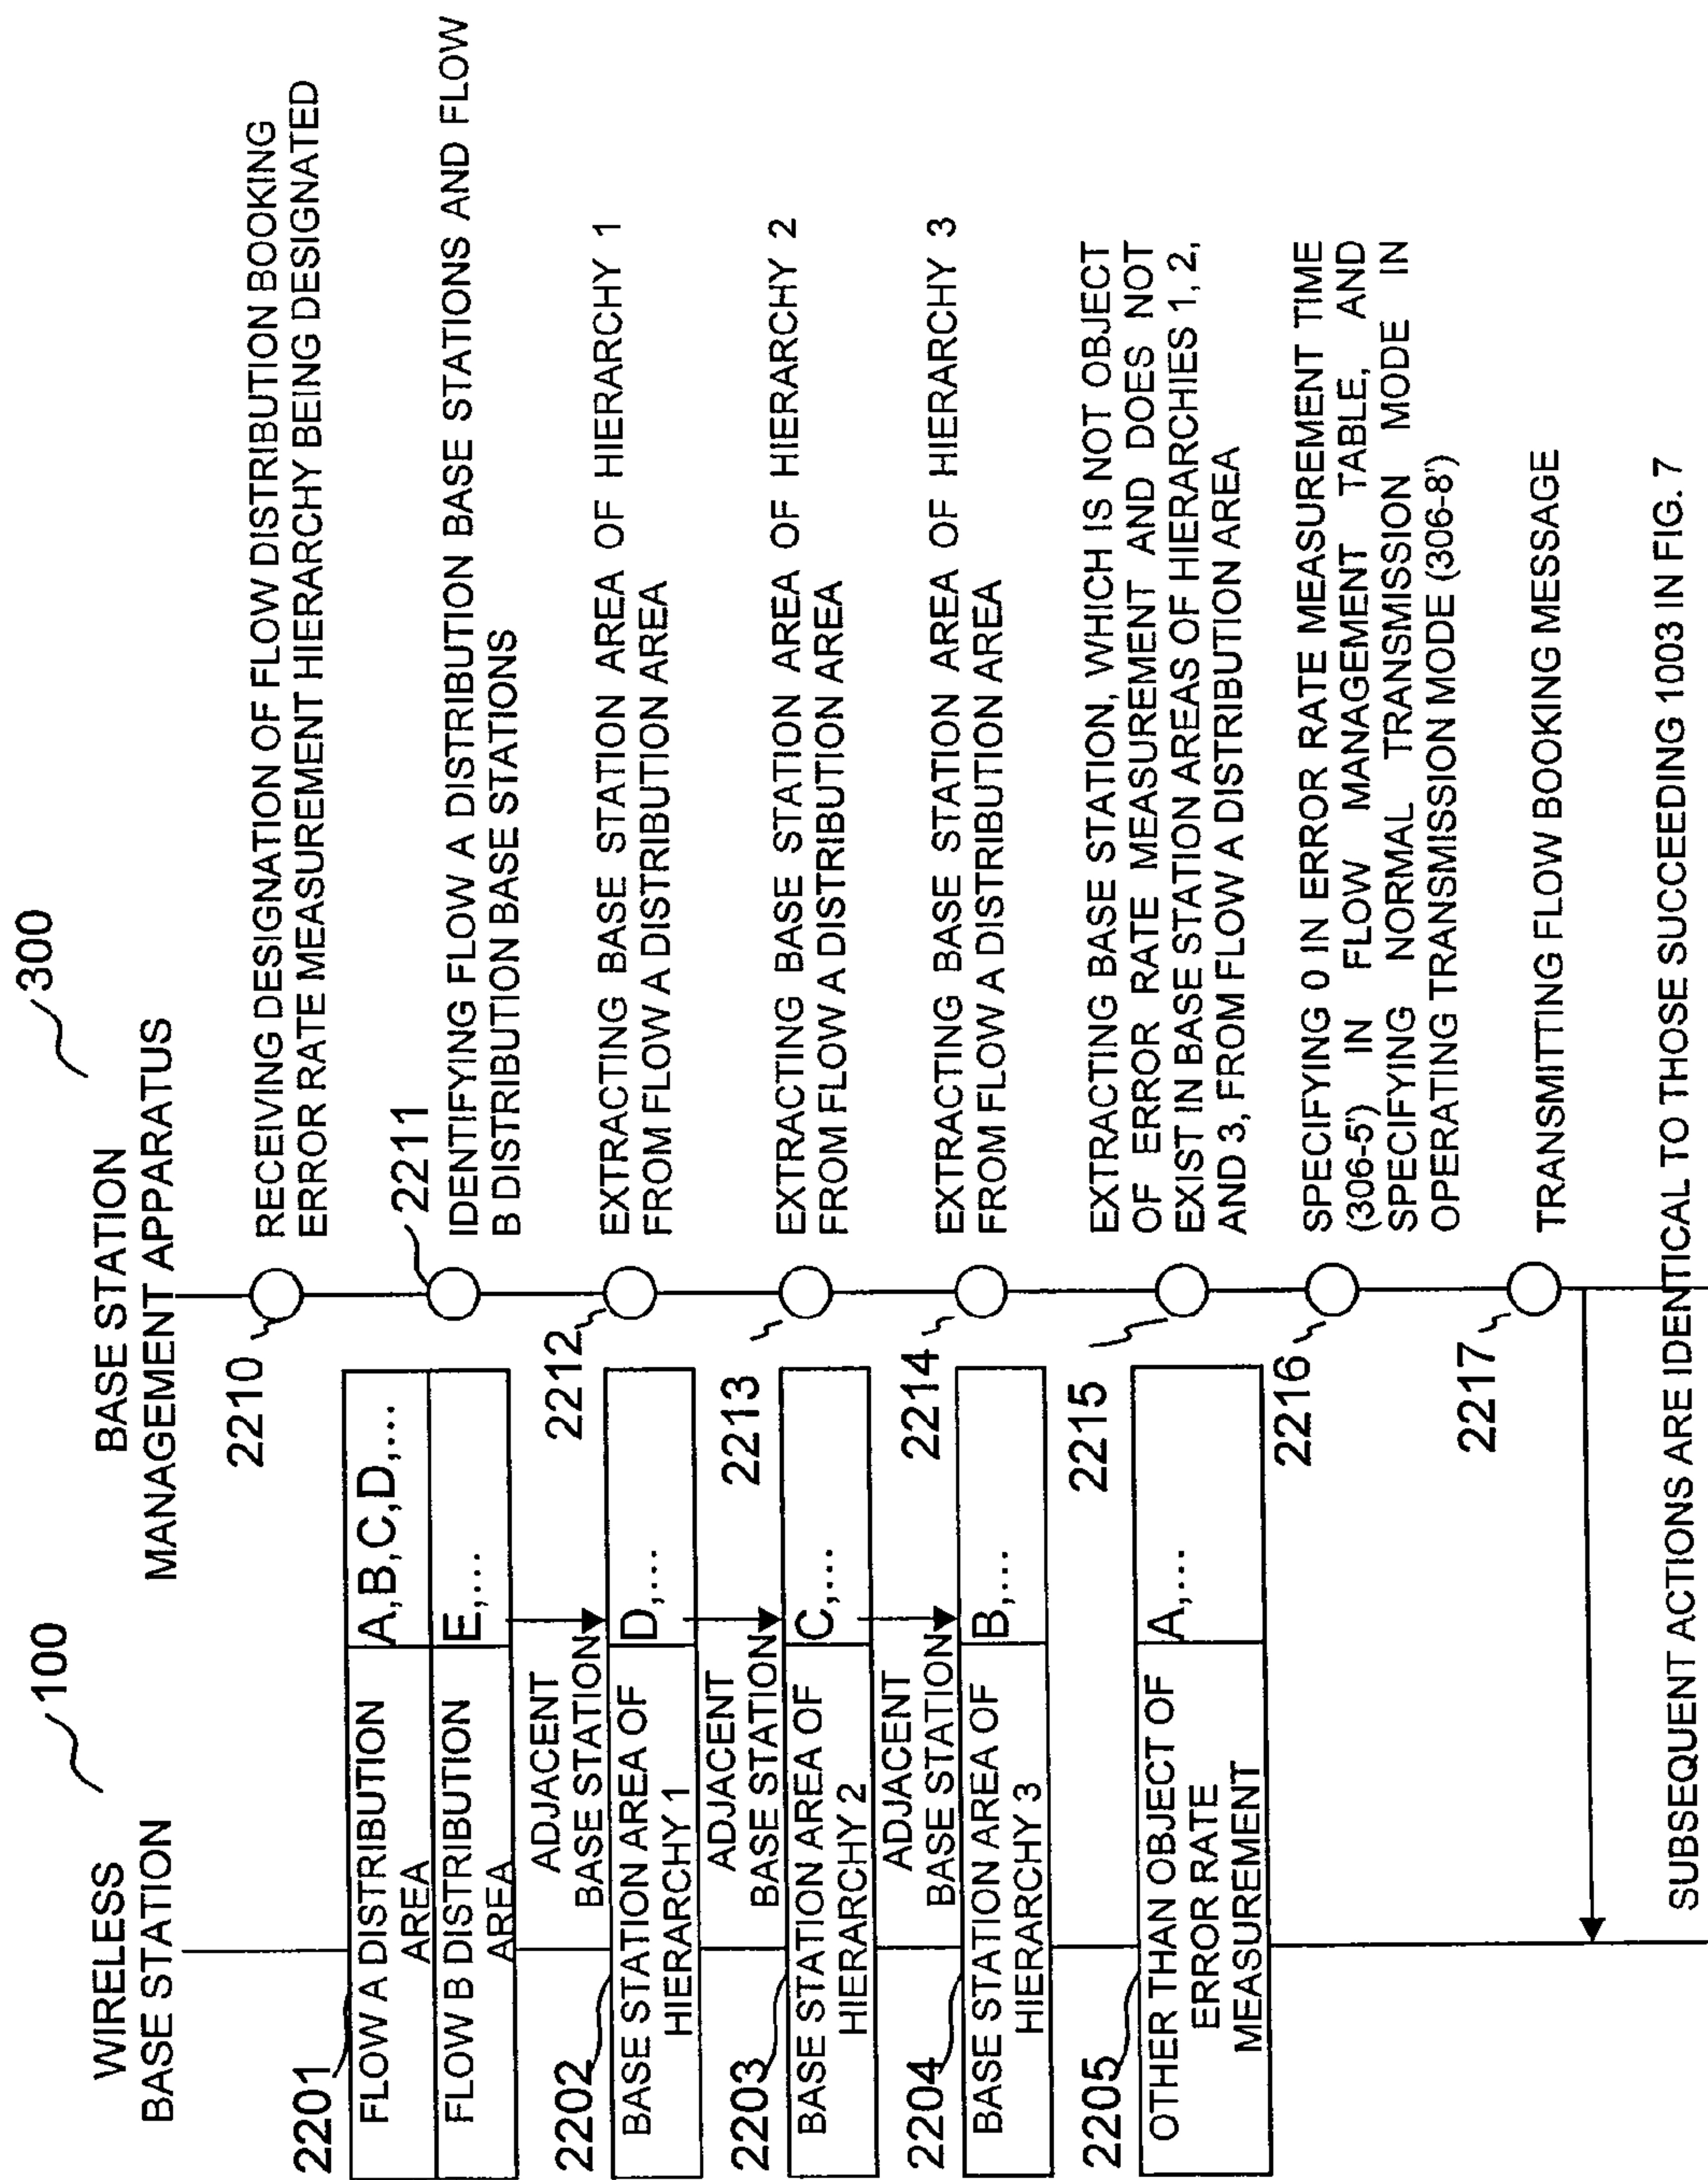 WIRELESS
BASE STATION
100
BASE STATION
MANAGEMENT APPARATUS
300
2201
FLOW A DISTRIBUTION
AREA
A,B,C,D,...
FLOW B DISTRIBUTION
AREA
E,...
2210
RECEIVING DESIGNATION OF FLOW DISTRIBUTION BOOKING
ERROR RATE MEASUREMENT HIERARCHY BEING DESIGNATED
2211
IDENTIFYING FLOW A DISTRIBUTION BASE STATIONS AND FLOW
B DISTRIBUTION BASE STATIONS
ADJACENT
BASE STATION
2202
BASE STATION AREA OF
HIERARCHY 1
D,...
2212
EXTRACTING BASE STATION AREA OF HIERARCHY 1
FROM FLOW A DISTRIBUTION AREA
ADJACENT
BASE STATION
2203
BASE STATION AREA OF
HIERARCHY 2
C,...
2213
EXTRACTING BASE STATION AREA OF HIERARCHY 2
FROM FLOW A DISTRIBUTION AREA
ADJACENT
BASE STATION
2204
BASE STATION AREA OF
HIERARCHY 3
B,...
2214
EXTRACTING BASE STATION AREA OF HIERARCHY 3
FROM FLOW A DISTRIBUTION AREA
2205
OTHER THAN OBJECT OF
ERROR RATE
MEASUREMENT
A,...
2215
EXTRACTING BASE STATION, WHICH IS NOT OBJECT
OF ERROR RATE MEASUREMENT AND DOES NOT
EXIST IN BASE STATION AREAS OF HIERARCHIES 1, 2,
AND 3, FROM FLOW A DISTRIBUTION AREA
2216
SPECIFYING 0 IN ERROR RATE MEASUREMENT TIME
(306-5') IN FLOW MANAGEMENT TABLE, AND
SPECIFYING NORMAL TRANSMISSION MODE IN
OPERATING TRANSMISSION MODE (306-8')
2217
TRANSMITTING FLOW BOOKING MESSAGE
SUBSEQUENT ACTIONS ARE IDENTICAL TO THOSE SUCCEEDING 1003 IN FIG. 7